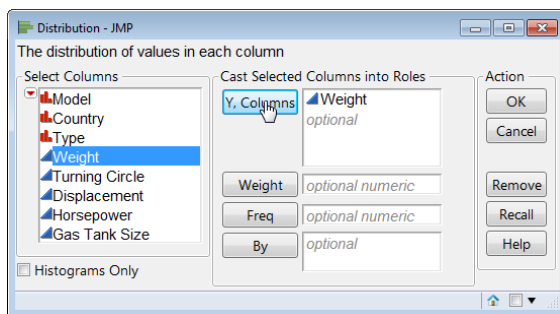 Distribution - JMP
The distribution of values in each column
Select Columns
Model
Country
Type
Weight
Turning Circle
Displacement
Horsepower
Gas Tank Size
Histograms Only
Cast Selected Columns into Roles
Y, Columns
Weight
optional
Weight
optional numeric
Freq
optional numeric
By
optional
Action
OK
Cancel
Remove
Recall
Help